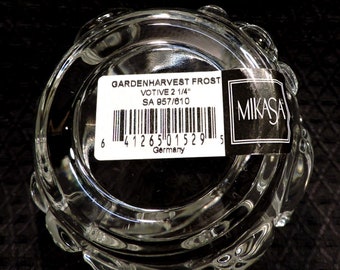 GARDENHARVEST FROST
VOTIVE 2 1/4"
SA 957/610
6 41265 01529 5
Germany
MIKASA